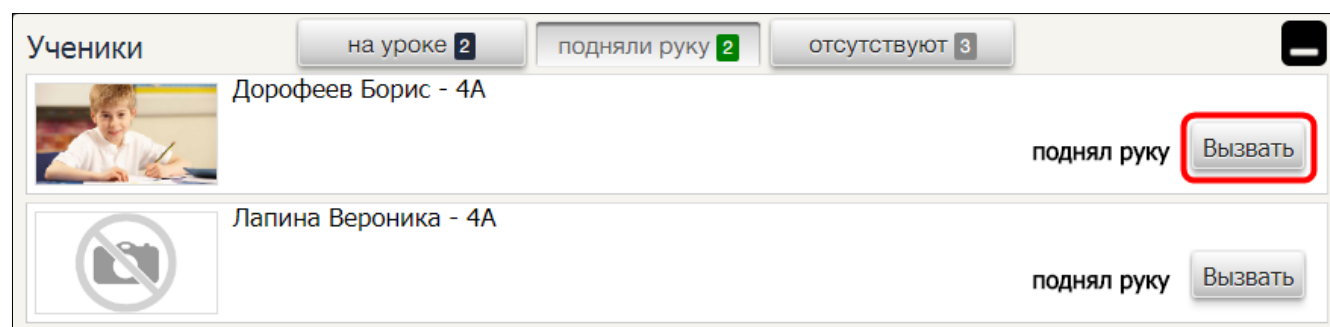 Ученики на уроке 2 подняли руку 2 отсутствуют 3
Дорофеев Борис - 4А
поднял руку Вызвать
Лапина Вероника - 4А
поднял руку Вызвать